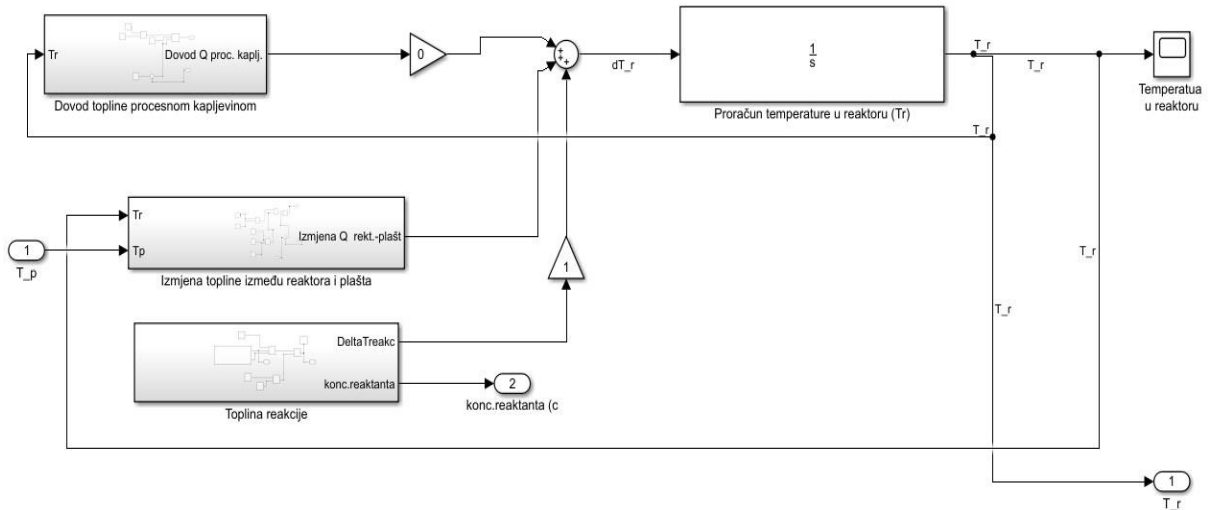 Tr
Dovod Q proc. kaplj.
Dovod topline procesnom kapljevinom
0
+
+
+
dT_r
1
s
Proračun temperature u reaktoru (Tr)
T_r
T_r
Temperatua
u reaktoru
T_r
Tr
Tp
Izmjena Q rekt.-plašt
Izmjena topline između reaktora i plašta
1
T_p
1
T_r
T_r
DeltaTreakc
konc.reaktanta
Toplina reakcije
2
konc.reaktanta (c
1
T_r